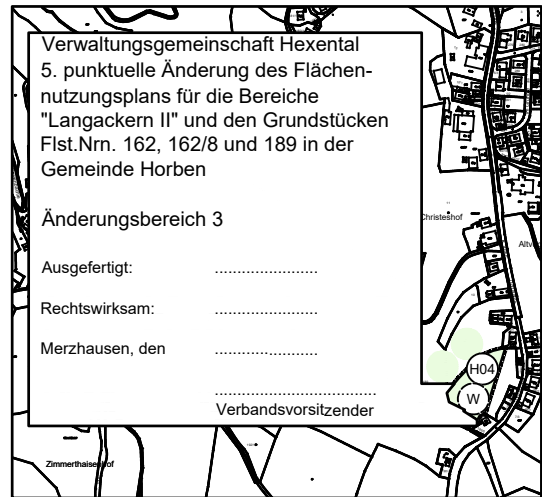 Verwaltungsgemeinschaft Hexental
5. punktuelle Änderung des Flächen-
nutzungsplans für die Bereiche
"Langackern II" und den Grundstücken
Flst.Nrn. 162, 162/8 und 189 in der
Gemeinde Horben
Änderungsbereich 3
Ausgefertigt: .......................
Rechtswirksam: .......................
Merzhausen, den .......................
....................................
Verbandsvorsitzender
Christeshof
H04
W